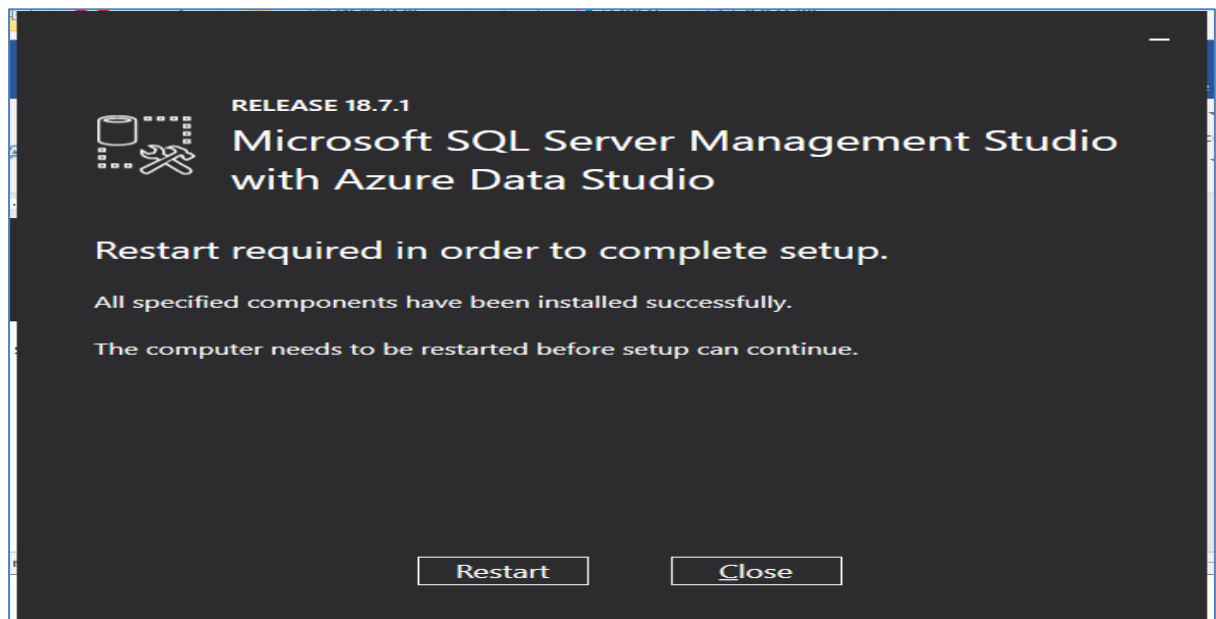 RELEASE 18.7.1
Microsoft SQL Server Management Studio
with Azure Data Studio
Restart required in order to complete setup.
All specified components have been installed successfully.
The computer needs to be restarted before setup can continue.
Restart
Close